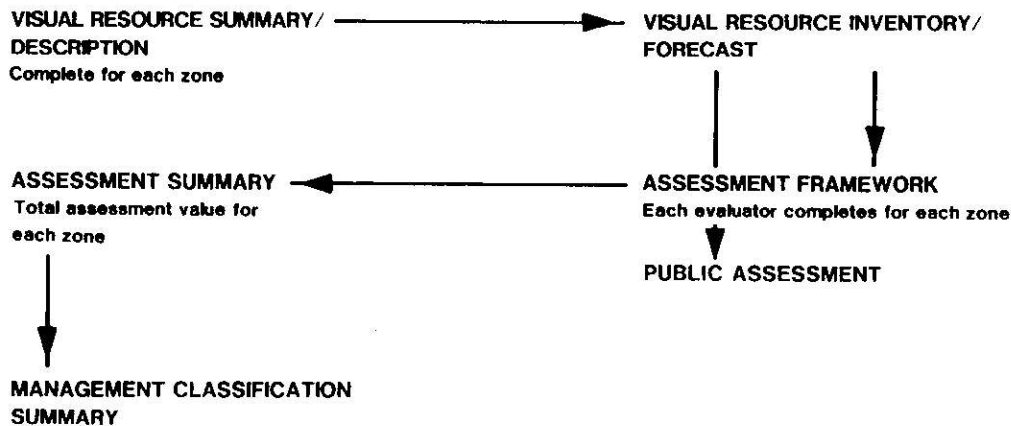 VISUAL RESOURCE SUMMARY/
DESCRIPTION
Complete for each zone
VISUAL RESOURCE INVENTORY/
FORECAST
ASSESSMENT FRAMEWORK
Each evaluator completes for each zone
PUBLIC ASSESSMENT
ASSESSMENT SUMMARY
Total assessment value for
each zone
MANAGEMENT CLASSIFICATION
SUMMARY